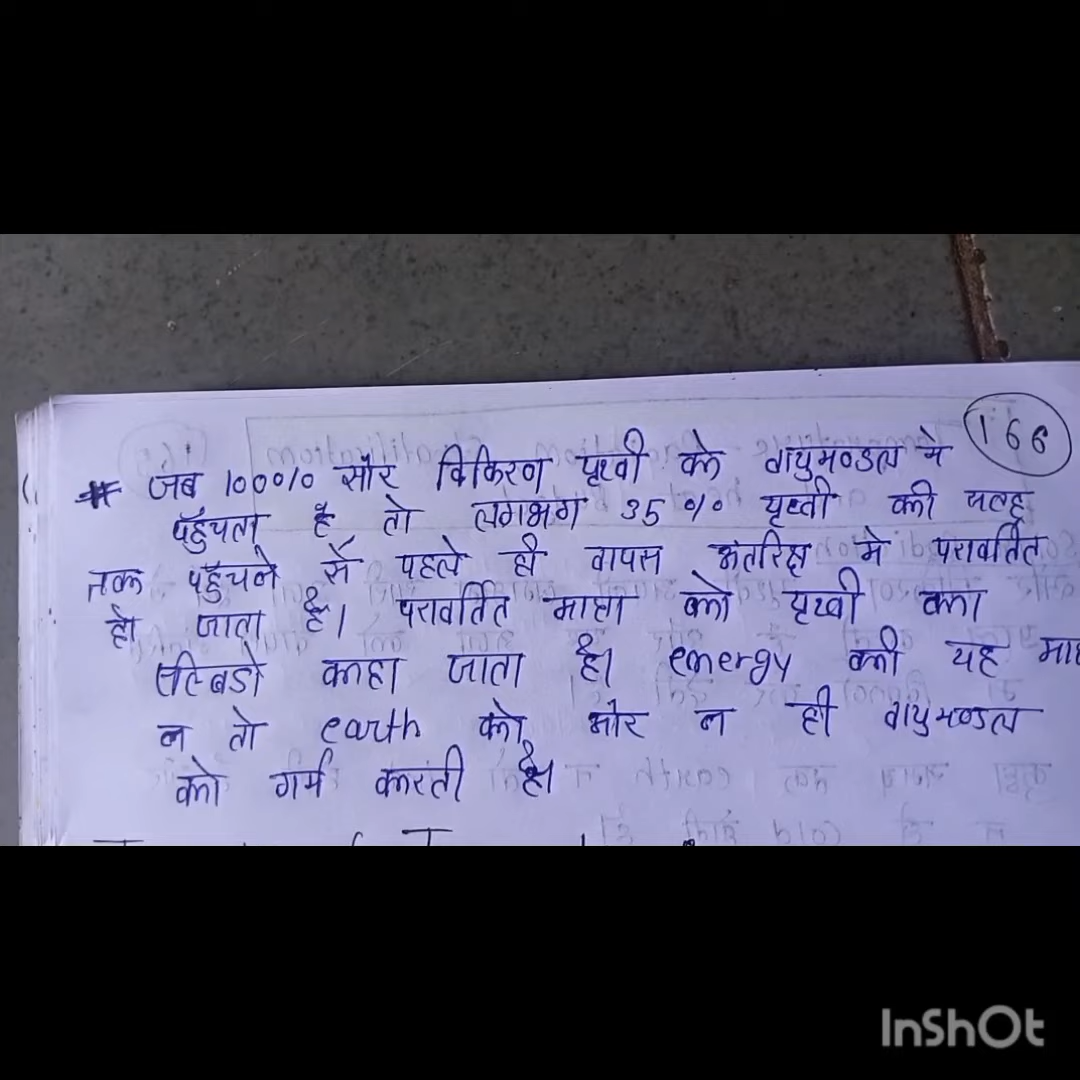 166
# जब 100% सौर विकिरण पृथ्वी के वायुमण्डल मे
पहुँचता है तो लगभग 35% पृथ्वी की सतह
तक पहुँचने से पहले ही वापस अंतरिक्ष मे परावर्तित
हो जाता है। परावर्तित मात्रा को पृथ्वी का
एल्बिडो कहा जाता है। energy की यह मात्र
न तो earth को और न ही वायुमण्डल
को गर्म करती है।
InShOt